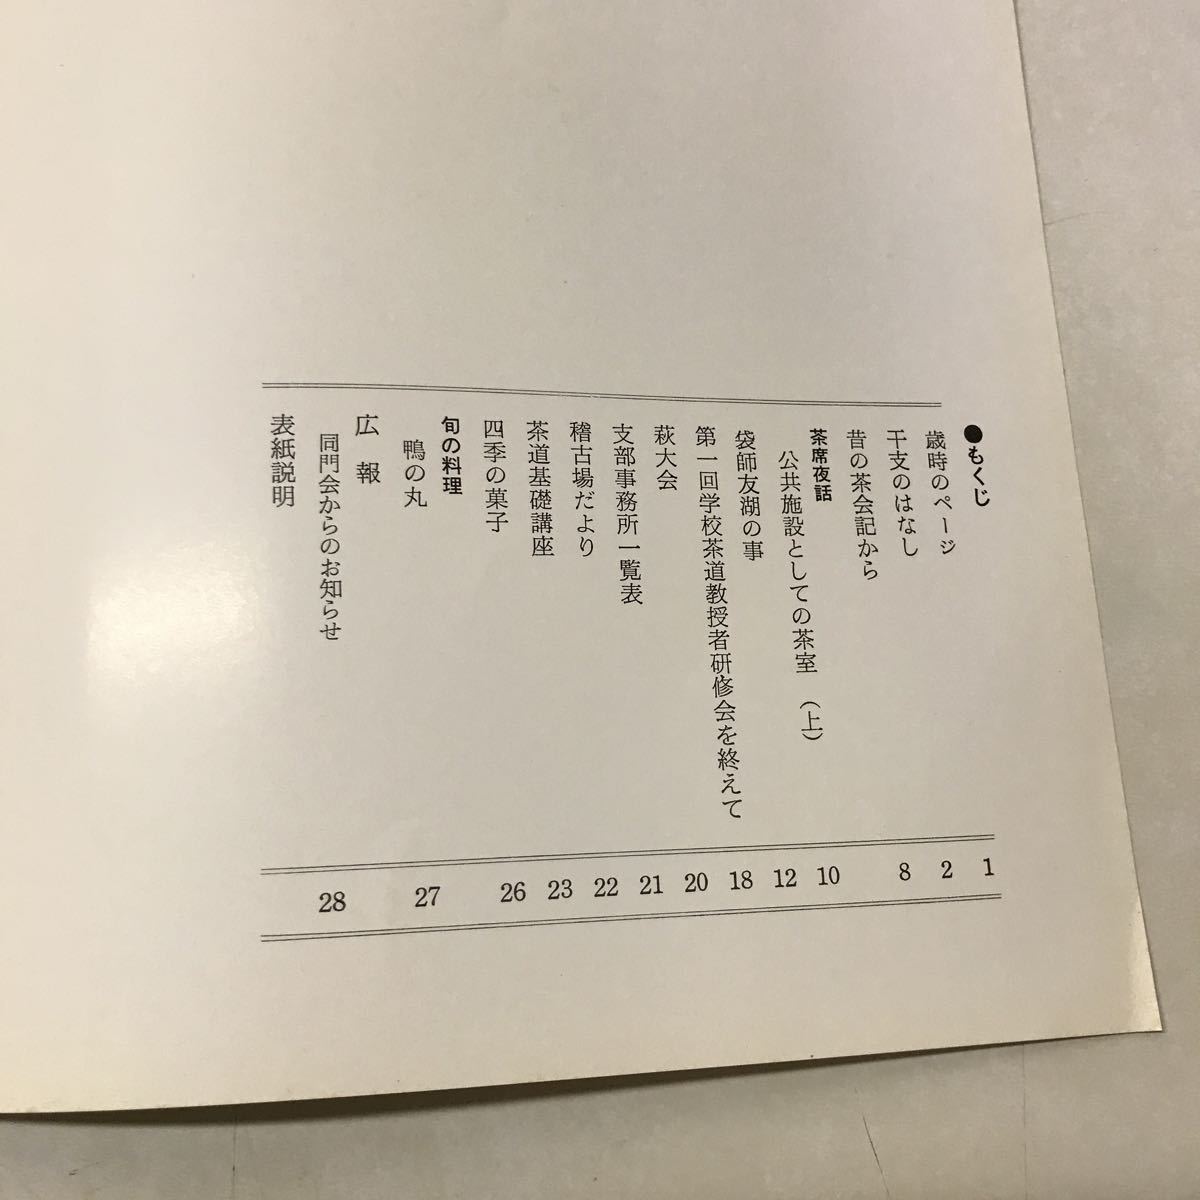 ●もくじ
歳時のページ 1
干支のはなし 2
昔の茶会記から 8
茶席夜話
公共施設としての茶室 (上) 10
袋師友湖の事 12
第一回学校茶道教授者研修会を終えて 18
萩大会 20
支部事務所一覧表 21
稽古場だより 22
茶道基礎講座 23
四季の菓子 26
旬の料理
鴨の丸 27
広報
同門会からのお知らせ 28
表紙説明